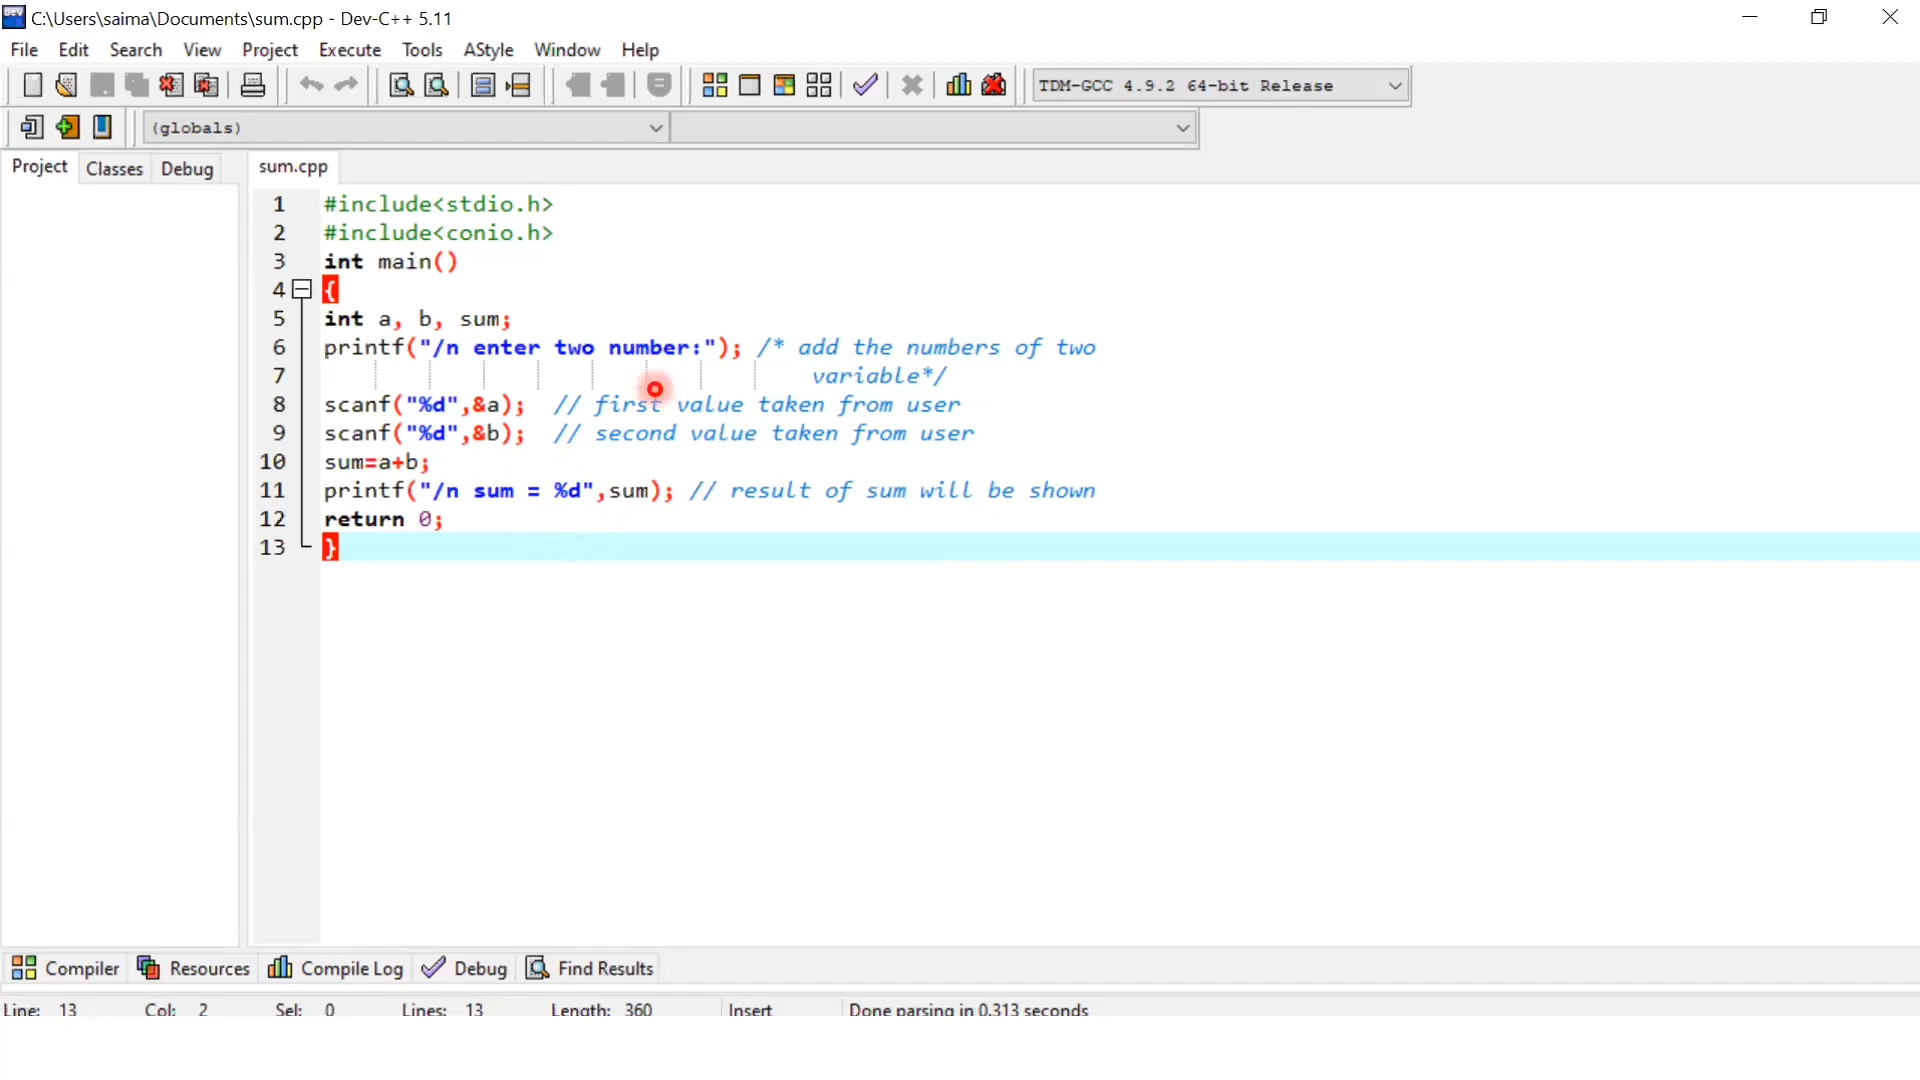 C:\Users\saima\Documents\sum.cpp - Dev-C++ 5.11
File Edit Search View Project Execute Tools AStyle Window Help
TDM-GCC 4.9.2 64-bit Release
(globals)
Project Classes Debug sum.cpp
1 #include<stdio.h>
2 #include<conio.h>
3 int main()
4 {
5 int a, b, sum;
6 printf("/n enter two number:"); /* add the numbers of two
7 variable*/
8 scanf("%d",&a); // first value taken from user
9 scanf("%d",&b); // second value taken from user
10 sum=a+b;
11 printf("/n sum = %d",sum); // result of sum will be shown
12 return 0;
13 }
Compiler Resources Compile Log Debug Find Results
Line: 13 Col: 2 Sel: 0 Lines: 13 Length: 360 Insert Done parsing in 0.313 seconds